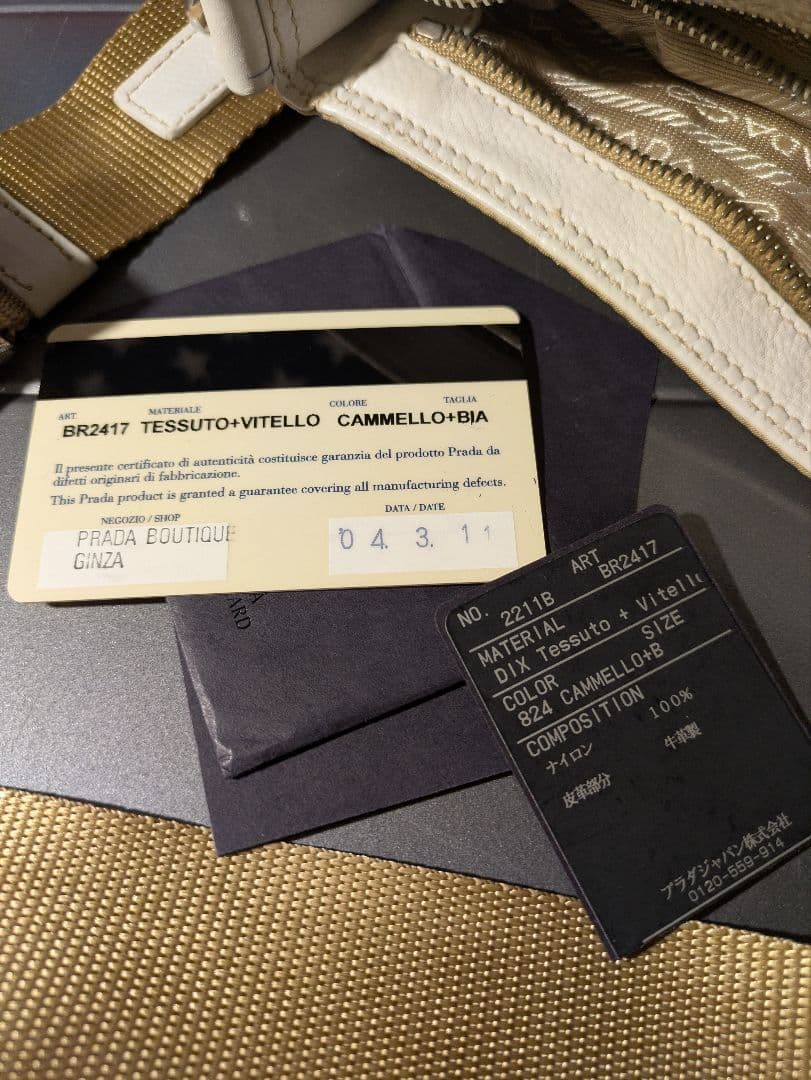 ART. MATERIALE COLORE TAGLIA
BR2417 TESSUTO+VITELLO CAMMELLO+BIA
Il presente certificato di autenticità costituisce garanzia del prodotto Prada da
difetti originari di fabbricazione.
This Prada product is granted a guarantee covering all manufacturing defects.
NEGOZIO / SHOP DATA / DATE
PRADA BOUTIQUE
GINZA
04. 3. 11
NO. 2211B ART BR2417
MATERIAL
DIX Tessuto + Vitello
COLOR SIZE
824 CAMMELLO+B
COMPOSITION
ナイロン 100%
皮革部分 牛革製
プラダジャパン株式会社
0120-559-914